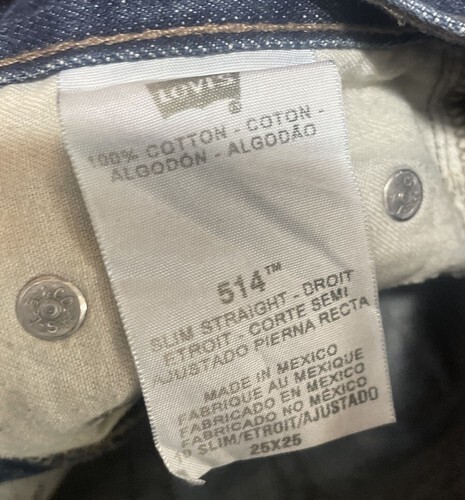 LEVI'S
®
100% COTTON - COTON -
ALGODÓN - ALGODÃO
514™
SLIM STRAIGHT - DROIT
ETROIT - CORTE SEMI
AJUSTADO PIERNA RECTA
MADE IN MEXICO
FABRIQUE AU MEXIQUE
FABRICADO EN MEXICO
FABRICADO NO MEXICO
SLIM/ETROIT/AJUSTADO
25X25